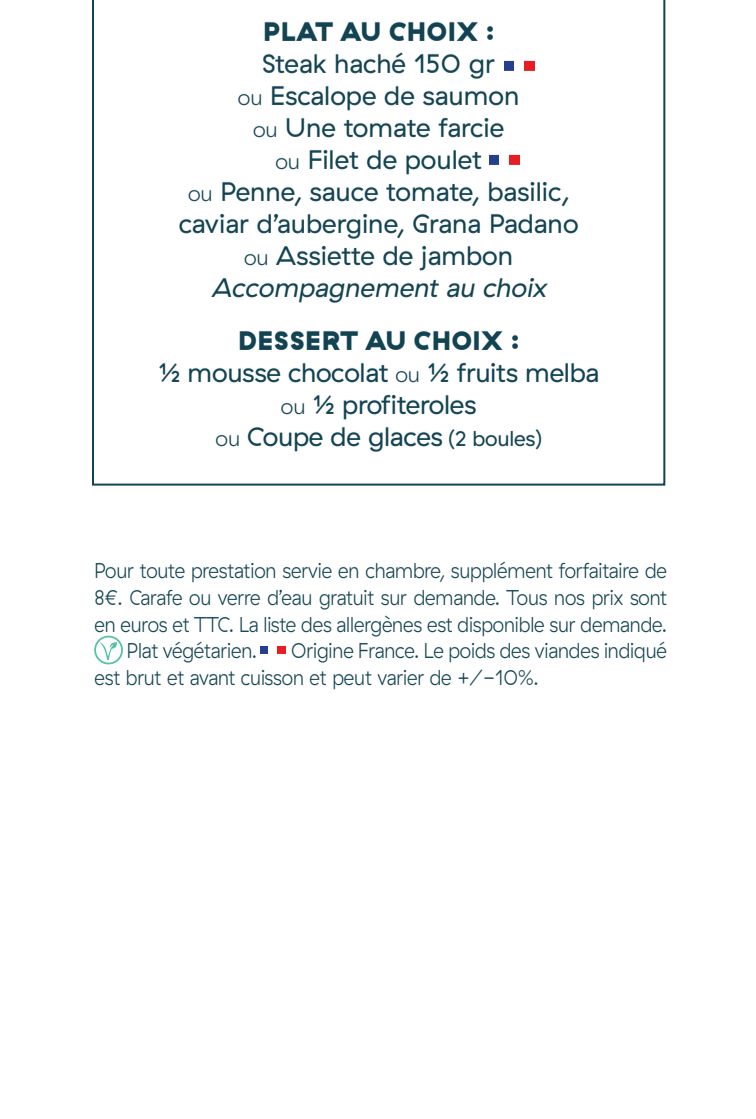 PLAT AU CHOIX :
Steak haché 150 gr
ou Escalope de saumon
ou Une tomate farcie
ou Filet de poulet
ou Penne, sauce tomate, basilic,
caviar d’aubergine, Grana Padano
ou Assiette de jambon
Accompagnement au choix
DESSERT AU CHOIX :
½ mousse chocolat ou ½ fruits melba
ou ½ profiteroles
ou Coupe de glaces (2 boules)
Pour toute prestation servie en chambre, supplément forfaitaire de
8€. Carafe ou verre d’eau gratuit sur demande. Tous nos prix sont
en euros et TTC. La liste des allergènes est disponible sur demande.
Plat végétarien. Origine France. Le poids des viandes indiqué
est brut et avant cuisson et peut varier de +/-10%.